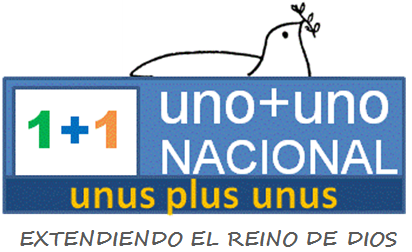 1+1
uno+uno
NACIONAL
unus plus unus
EXTENDIENDO EL REINO DE DIOS